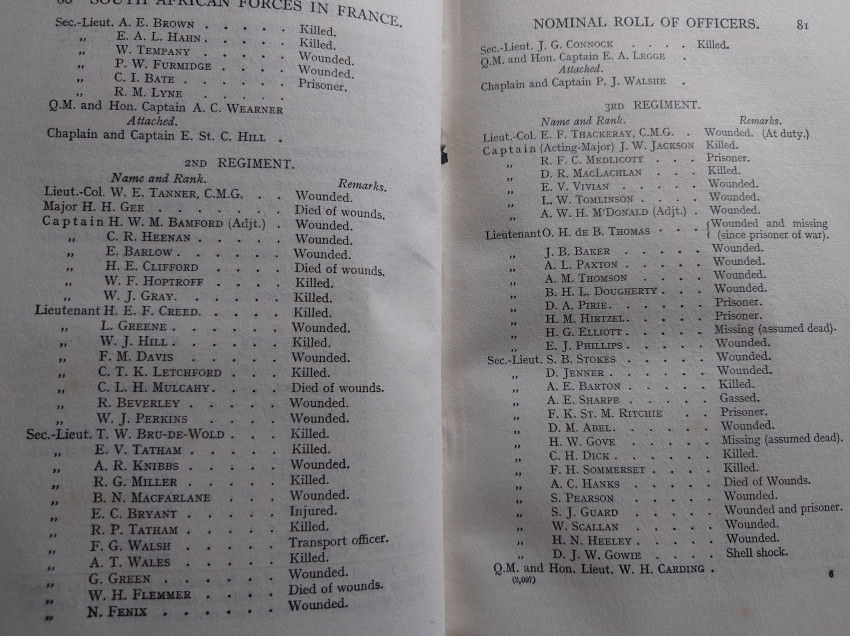 SOUTH AFRICAN FORCES IN FRANCE.
Sec.-Lieut. A. E. BROWN . . . . . Killed.
„ E. A. L. HAHN . . . . . Killed.
„ W. TEMPANY . . . . . Wounded.
„ P. W. FURMIDGE . . . . Wounded.
„ C. I. BATE . . . . . . Prisoner.
„ R. M. LYNE . . . . .
Q.M. and Hon. Captain A. C. WEARNER
Attached.
Chaplain and Captain E. ST. C. HILL .
2ND REGIMENT.
Name and Rank. Remarks.
Lieut.-Col. W. E. TANNER, C.M.G. . . Wounded.
Major H. H. GEE . . . . . . . Died of wounds.
Captain H. W. M. BAMFORD (Adjt.) . Wounded.
„ C. R. HEENAN . . . . . Wounded.
„ E. BARLOW . . . . . . Wounded.
„ H. E. CLIFFORD . . . . Died of wounds.
„ W. F. HOPTROFF . . . . Killed.
„ W. J. GRAY. . . . . . Killed.
Lieutenant H. E. F. CREED. . . . . Killed.
„ L. GREENE . . . . . . Wounded.
„ W. J. HILL . . . . . . Killed.
„ F. M. DAVIS . . . . . Wounded.
„ C. T. K. LETCHFORD . . . Killed.
„ C. L. H. MULCAHY. . . . Died of wounds.
„ R. BEVERLEY . . . . . Wounded.
„ W. J. PERKINS . . . . Wounded.
Sec.-Lieut. T. W. BRU-DE-WOLD . . . Killed.
„ E. V. TATHAM . . . . . Killed.
„ A. R. KNIBBS . . . . . Wounded.
„ R. G. MILLER . . . . . Killed.
„ B. N. MACFARLANE . . . Wounded.
„ E. C. BRYANT . . . . . Injured.
„ R. P. TATHAM . . . . . Killed.
„ F. G. WALSH . . . . . Transport officer.
„ A. T. WALES . . . . . Killed.
„ G. GREEN . . . . . . Wounded.
„ W. H. FLEMMER . . . . Died of wounds.
„ N. FENIX . . . . . . Wounded.
NOMINAL ROLL OF OFFICERS. 81
Sec.-Lieut. J. G. CONNOCK . . . . Killed.
Q.M. and Hon. Captain E. A. LEGGE .
Attached.
Chaplain and Captain P. J. WALSHE .
3RD REGIMENT.
Name and Rank. Remarks.
Lieut.-Col. E. F. THACKERAY, C.M.G. . Wounded. (At duty.)
Captain (Acting-Major) J. W. JACKSON Killed.
„ R. F. C. MEDLICOTT . . . Prisoner.
„ D. R. MACLACHLAN . . . Killed.
„ E. V. VIVIAN . . . . . Wounded.
„ L. W. TOMLINSON . . . . Wounded.
„ A. W. H. M'DONALD (Adjt.) . Wounded.
Lieutenant O. H. DE B. THOMAS . . . {Wounded and missing
(since prisoner of war).
„ J. B. BAKER . . . . . Wounded.
„ A. L. PAXTON . . . . . Wounded.
„ A. M. THOMSON . . . . Wounded.
„ B. H. L. DOUGHERTY . . . Wounded.
„ D. A. PIRIE. . . . . . Prisoner.
„ H. M. HIRTZEL. . . . . Prisoner.
„ H. G. ELLIOTT. . . . . Missing (assumed dead).
„ E. J. PHILLIPS . . . . . Wounded.
Sec.-Lieut. S. B. STOKES . . . . . Wounded.
„ D. JENNER . . . . . . Wounded.
„ A. E. BARTON . . . . . Killed.
„ A. E. SHARPE . . . . . Gassed.
„ F. K. ST. M. RITCHIE . . Prisoner.
„ D. M. ABEL. . . . . . Wounded.
„ H. W. GOVE . . . . . Missing (assumed dead).
„ C. H. DICK . . . . . . Killed.
„ F. H. SOMMERSET . . . . Killed.
„ A. C. HANKS . . . . . Died of Wounds.
„ S. PEARSON . . . . . Wounded.
„ S. J. GUARD . . . . . Wounded and prisoner.
„ W. SCALLAN . . . . . Wounded.
„ H. N. HEELEY . . . . . Wounded.
„ D. J. W. GOWIE . . . . Shell shock.
Q.M. and Hon. Lieut. W. H. CARDING .
(2,097) 6